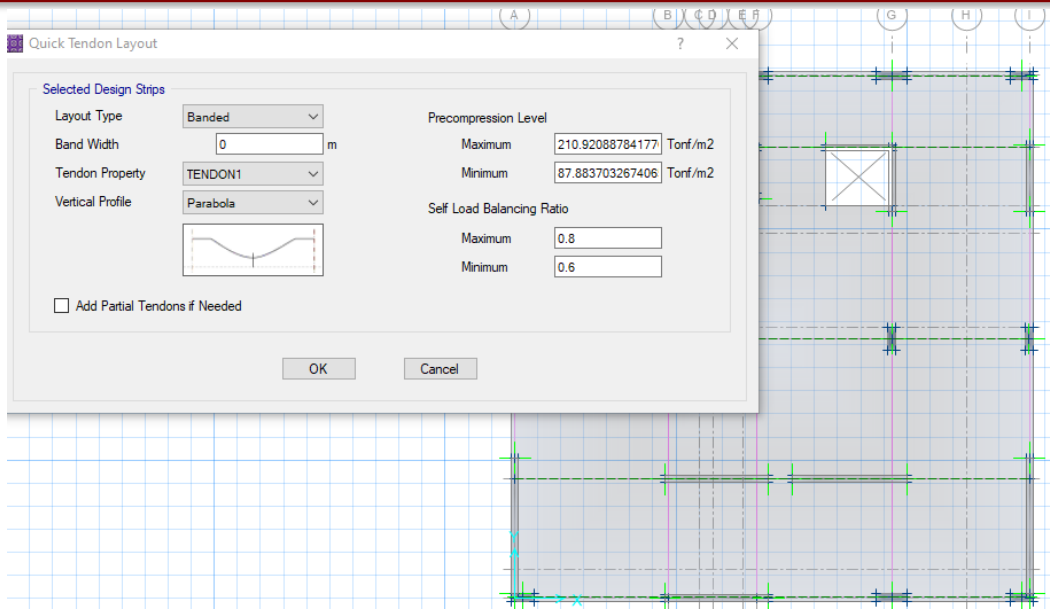 A B C D E F G H I
Quick Tendon Layout ? ×
Selected Design Strips
Layout Type Banded
Band Width 0 m
Tendon Property TENDON1
Vertical Profile Parabola
Add Partial Tendons if Needed
Precompression Level
Maximum 210.92088784177 Tonf/m2
Minimum 87.883703267406 Tonf/m2
Self Load Balancing Ratio
Maximum 0.8
Minimum 0.6
OK Cancel
Y
X